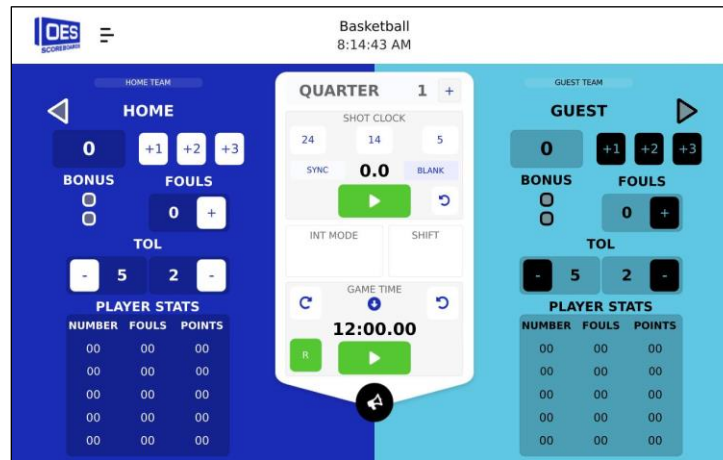 OES
SCOREBOARDS
Basketball
8:14:43 AM
HOME TEAM
HOME
0
+1 +2 +3
BONUS FOULS
0 +
TOL
- 5 2 -
PLAYER STATS
NUMBER FOULS POINTS
00 00 00
00 00 00
00 00 00
00 00 00
00 00 00
QUARTER 1 +
SHOT CLOCK
24 14 5
SYNC 0.0 BLANK
INT MODE SHIFT
GAME TIME
12:00.00
R
GUEST TEAM
GUEST
0
+1 +2 +3
BONUS FOULS
0 +
TOL
- 5 2 -
PLAYER STATS
NUMBER FOULS POINTS
00 00 00
00 00 00
00 00 00
00 00 00
00 00 00